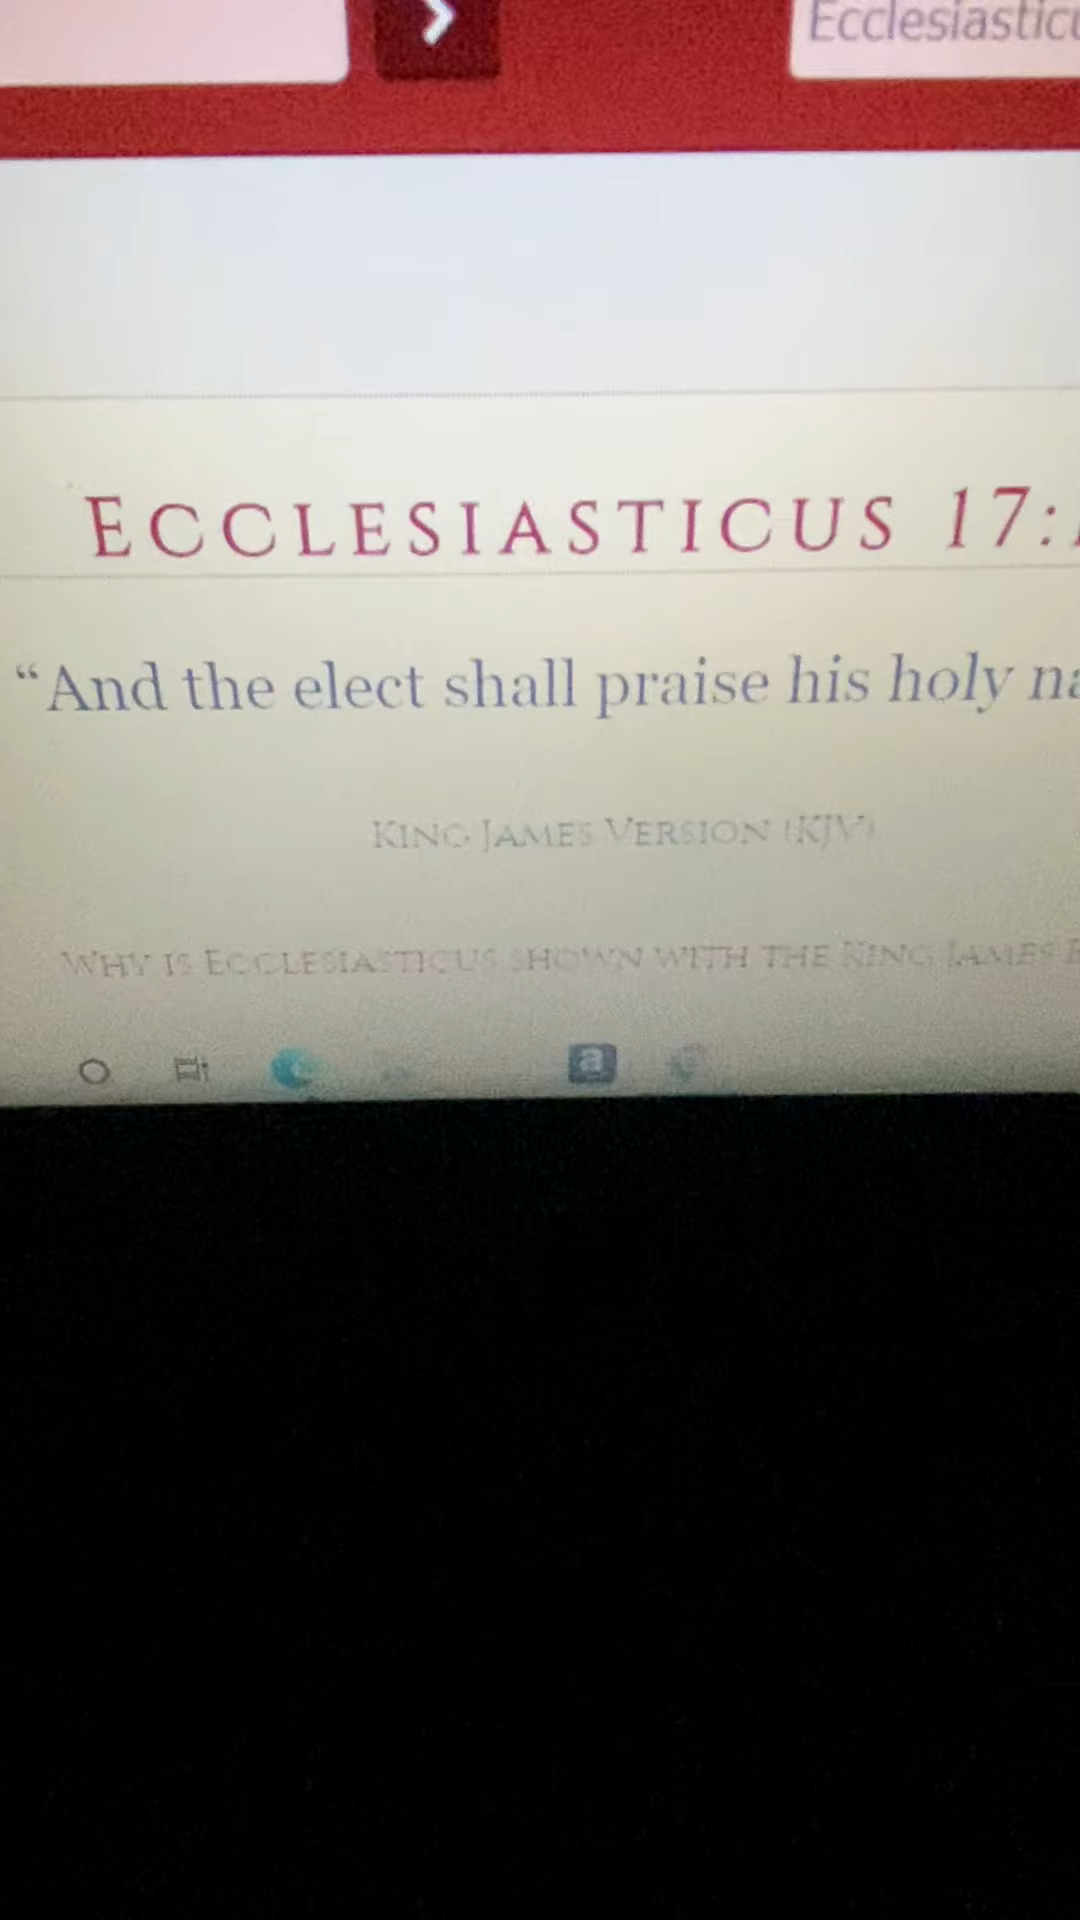 Ecclesiastic
ECCLESIASTICUS 17:
“And the elect shall praise his holy
KING JAMES VERSION (KJV)
WHY IS ECCLESIASTICUS SHOWN WITH THE KING JAMES
a